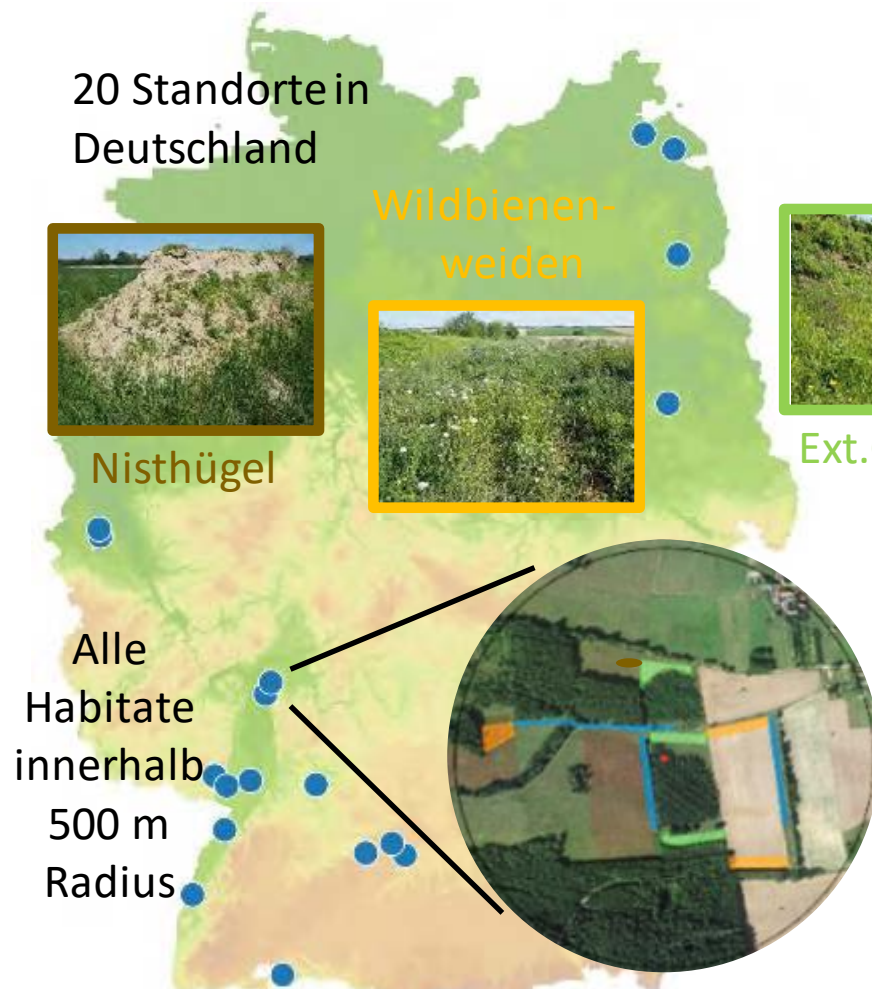 20 Standorte in
Deutschland
Wildbienen-
weiden
Nisthügel
Ext.
Alle
Habitate
innerhalb
500 m
Radius